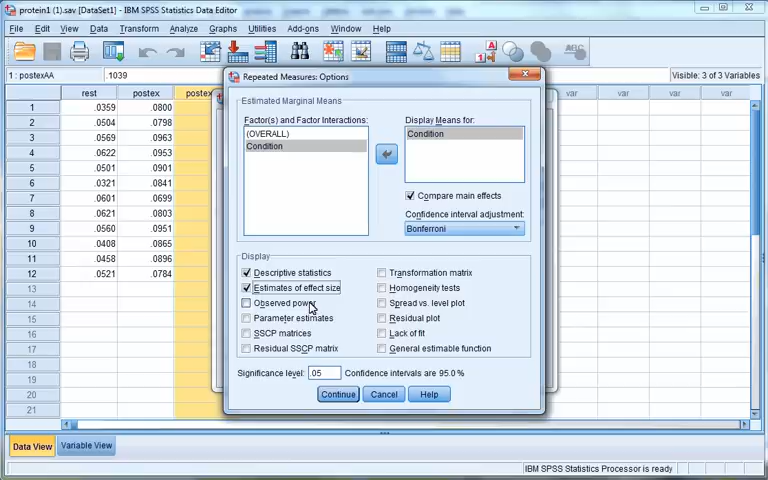 protein1 (1).sav [DataSet1] - IBM SPSS Statistics Data Editor
File Edit View Data Transform Analyze Graphs Utilities Add-ons Window Help
1 : postexAA .1039 Visible: 3 of 3 Variables
rest postex postex var var var
1 .0359 .0800
2 .0504 .0798
3 .0569 .0963
4 .0622 .0953
5 .0501 .0901
6 .0321 .0841
7 .0601 .0699
8 .0621 .0803
9 .0560 .0951
10 .0408 .0865
11 .0458 .0896
12 .0521 .0784
13
14
15
16
17
18
19
20
21
Repeated Measures: Options
Estimated Marginal Means
Factor(s) and Factor Interactions: Display Means for:
(OVERALL) Condition
Condition
Compare main effects
Confidence interval adjustment:
Bonferroni
Display
Descriptive statistics Transformation matrix
Estimates of effect size Homogeneity tests
Observed power Spread vs. level plot
Parameter estimates Residual plot
SSCP matrices Lack of fit
Residual SSCP matrix General estimable function
Significance level: .05 Confidence intervals are 95.0 %
Continue Cancel Help
Data View Variable View
IBM SPSS Statistics Processor is ready